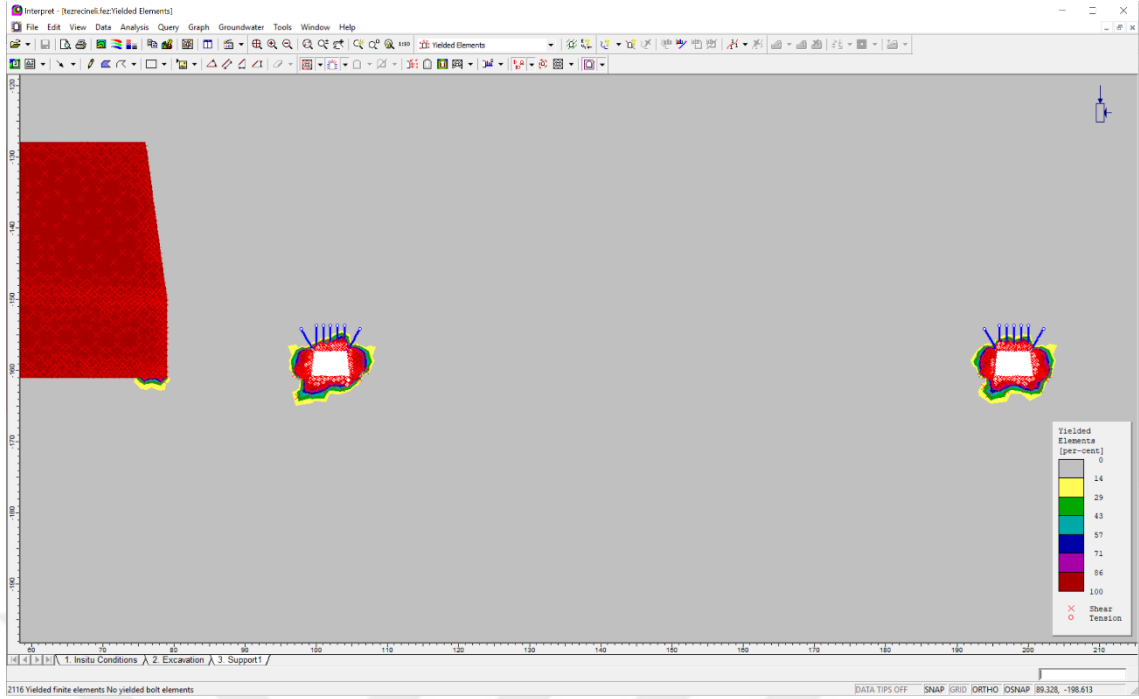 Interpret - [tezrecineli.fez:Yielded Elements]
File Edit View Data Analysis Query Graph Groundwater Tools Window Help
Yielded Elements
-120
-130
-140
-150
-160
-170
-180
-190
Yielded
Elements
[per-cent]
0
14
29
43
57
71
86
100
Shear
Tension
60 70 80 90 100 110 120 130 140 150 160 170 180 190 200 210
1. Insitu Conditions 2. Excavation 3. Support1
2116 Yielded finite elements No yielded bolt elements DATA TIPS OFF SNAP GRID ORTHO OSNAP 89.328, -198.613